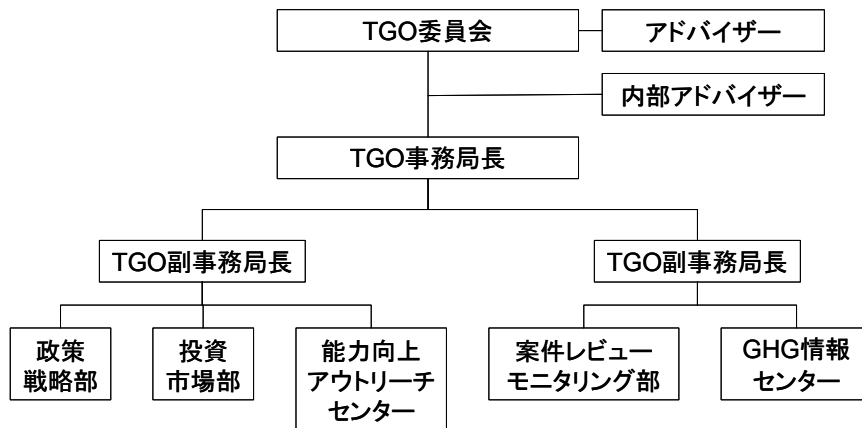 TGO委員会
アドバイザー
内部アドバイザー
TGO事務局長
TGO副事務局長
TGO副事務局長
政策
戦略部
投資
市場部
能力向上
アウトリーチ
センター
案件レビュー
モニタリング部
GHG情報
センター